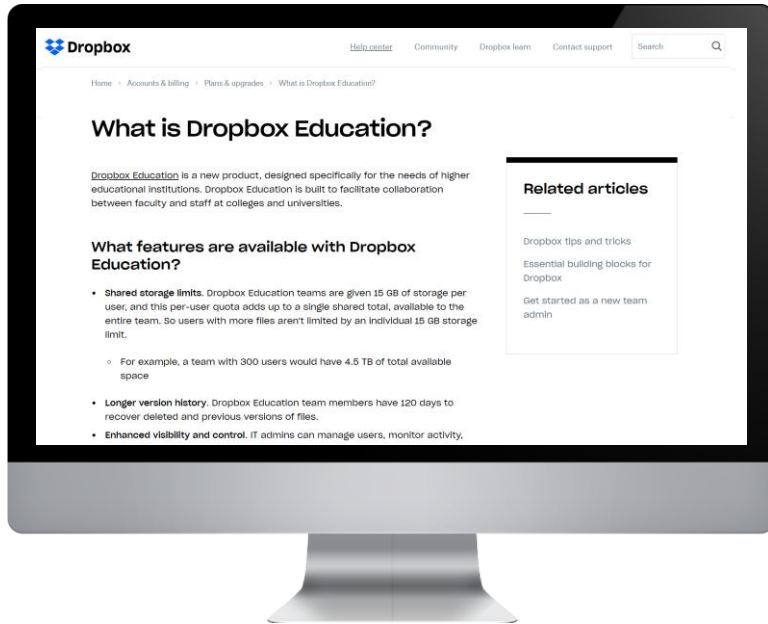 Dropbox
Help center Community Dropbox learn Contact support Search
Home > Accounts & billing > Plans & upgrades > What is Dropbox Education?
What is Dropbox Education?
Dropbox Education is a new product, designed specifically for the needs of higher
educational institutions. Dropbox Education is built to facilitate collaboration
between faculty and staff at colleges and universities.
What features are available with Dropbox
Education?
• Shared storage limits. Dropbox Education teams are given 15 GB of storage per
user, and this per-user quota adds up to a single shared total, available to the
entire team. So users with more files aren't limited by an individual 15 GB storage
limit.
◦ For example, a team with 300 users would have 4.5 TB of total available
space
• Longer version history. Dropbox Education team members have 120 days to
recover deleted and previous versions of files.
• Enhanced visibility and control. IT admins can manage users, monitor activity,
Related articles
Dropbox tips and tricks
Essential building blocks for
Dropbox
Get started as a new team
admin